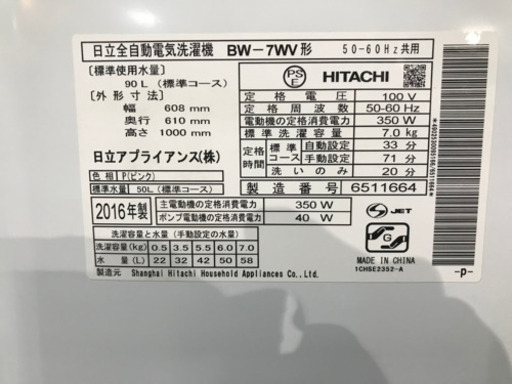 日立全自動電気洗濯機 BW-7WV形 50-60Hz共用
[標準使用水量]
90L (標準コース)
[外形寸法]
幅 608mm
奥行 610mm
高さ 1000mm
日立アプライアンス(株)
色相 P(ピンク)
標準水量 50L (標準コース)
PS
E
HITACHI
定格電圧 100 V
定格周波数 50-60 Hz
電動機の定格消費電力 350 W
標準洗濯容量 7.0 kg
定格時間 標準コース 自動設定 33 分
手動設定 71 分
洗いのみ 20 分
製造番号 6511664
2016年製
主電動機の定格消費電力 350 W
ポンプ電動機の定格消費電力 40 W
洗濯容量と水量 (手動設定の水量)
洗濯容量(kg) 0.5 3.5 5.5 6.0 7.0
水量(L) 22 32 42 50 58
製造元 Shanghai Hitachi Household Appliances Co.,Ltd.
S JET
G
MADE IN CHINA
1CHSE2352-A
-P-